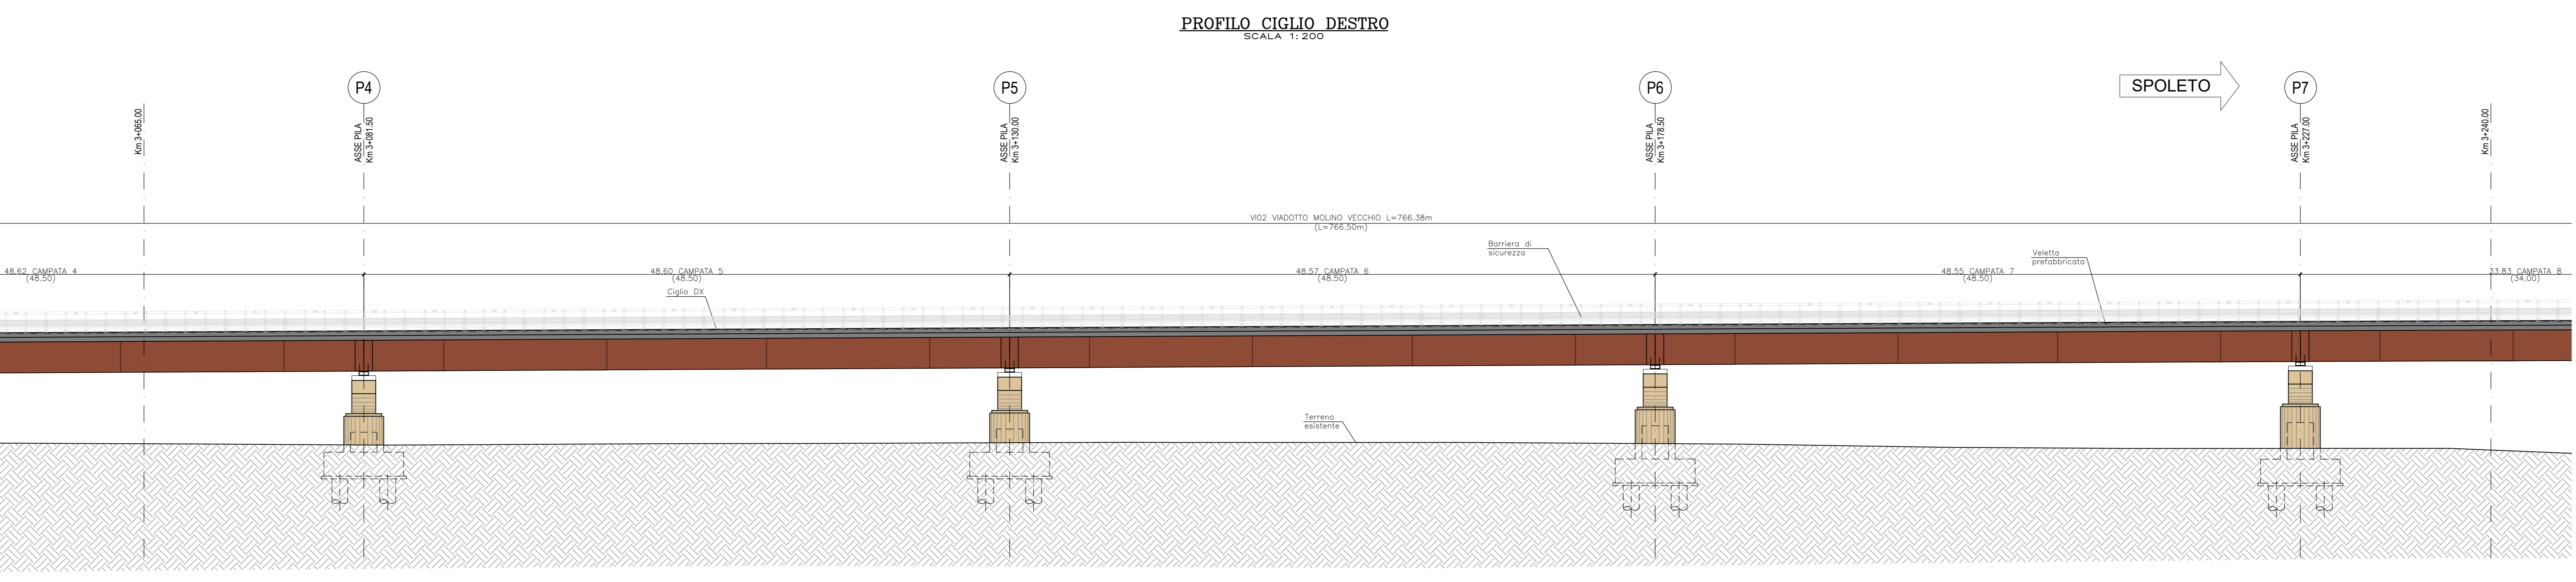 PROFILO CIGLIO DESTRO
SCALA 1:200
P4
P5
P6
P7
SPOLETO
Km 3+065.00
ASSE PILA
Km 3+081.50
ASSE PILA
Km 3+130.00
ASSE PILA
Km 3+178.50
ASSE PILA
Km 3+227.00
Km 3+240.00
VI02 VIADOTTO MOLINO VECCHIO L=766.38m
(L=766.50m)
Barriera di
sicurezza
Veletta
prefabbricata
48.62 CAMPATA 4
(48.50)
48.60 CAMPATA 5
(48.50)
48.57 CAMPATA 6
(48.50)
48.55 CAMPATA 7
(48.50)
33.83 CAMPATA 8
(34.00)
Ciglio DX
Terreno
esistente